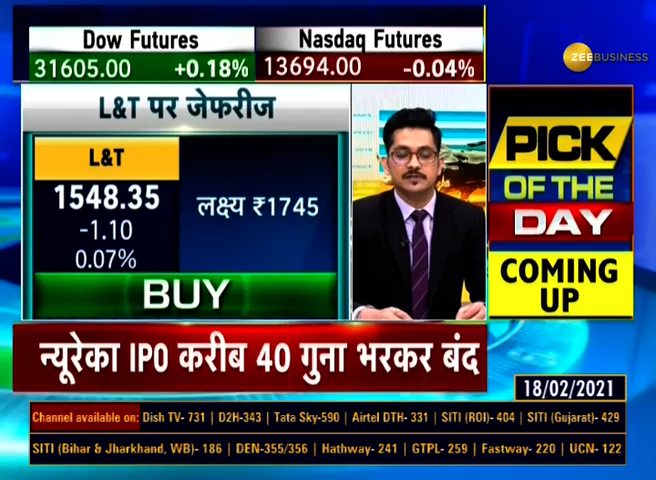 Dow Futures
31605.00 +0.18%
Nasdaq Futures
13694.00 -0.04%
ZEE BUSINESS
L&T पर जेफरीज
L&T
1548.35
-1.10
0.07%
लक्ष्य ₹1745
BUY
PICK
OF THE
DAY
COMING
UP
न्यूरेका IPO करीब 40 गुना भरकर बंद
18/02/2021
Channel available on: Dish TV- 731 | D2H-343 | Tata Sky-590 | Airtel DTH- 331 | SITI (ROI)- 404 | SITI (Gujarat)- 429
SITI (Bihar & Jharkhand, WB)- 186 | DEN-355/356 | Hathway- 241 | GTPL- 259 | Fastway- 220 | UCN- 122